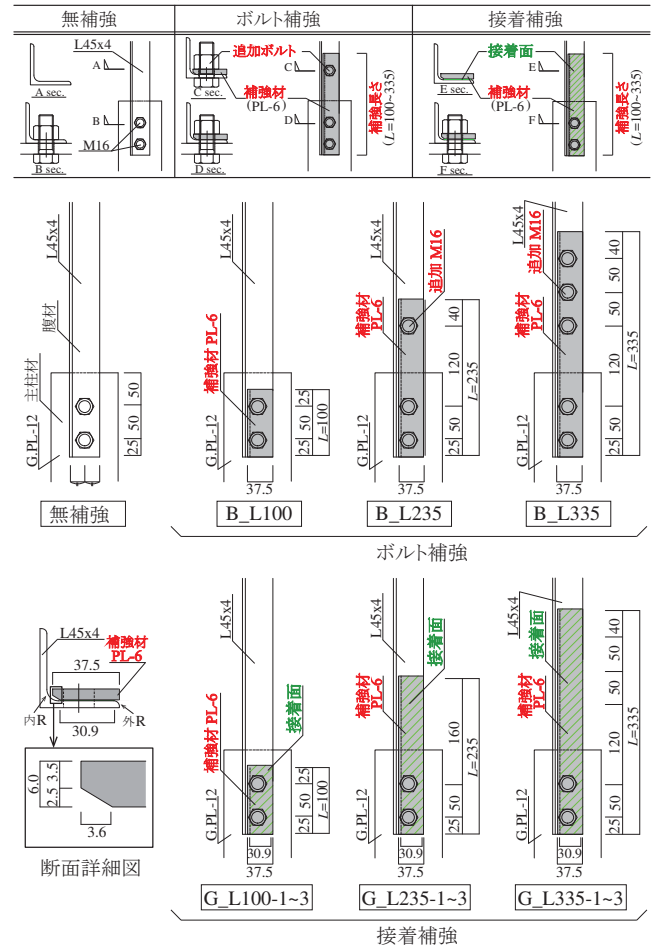 無補強 ボルト補強 接着補強
L45x4 追加ボルト 接着面
A C E
A sec. C sec. E sec.
補強材 補強材
(PL-6) (PL-6)
B D F
M16
B sec. D sec. F sec.
補強長さ 補強長さ
(L=100~335) (L=100~335)
L45x4 腹材 主柱材 G.PL-12
50
50
25
無補強
L45x4 補強材 PL-6 G.PL-12
25
50
25
L=100
37.5
B_L100
L45x4 追加 M16 補強材 PL-6 G.PL-12
40
120
50
25
L=235
37.5
B_L235
L45x4 追加 M16 補強材 PL-6 G.PL-12
40
50
50
120
50
25
L=335
37.5
B_L335
ボルト補強
L45x4 補強材
PL-6
37.5
内R 外R
30.9
6.0
3.5
2.5
3.6
断面詳細図
L45x4 補強材 PL-6 接着面 G.PL-12
25
50
25
L=100
30.9
37.5
G_L100-1~3
L45x4 接着面 補強材 PL-6 G.PL-12
160
50
25
L=235
30.9
37.5
G_L235-1~3
L45x4 接着面 補強材 PL-6 G.PL-12
40
50
50
120
50
25
L=335
30.9
37.5
G_L335-1~3
接着補強